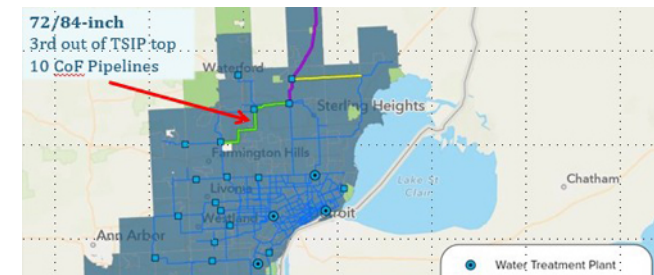 72/84-inch
3rd out of TSIP top
10 CoF Pipelines
Waterford
Sterling Heights
Farmington Hills
Lake St
Clair
Chatham
Livonia
Westland
Detroit
Ann Arbor
Water Treatment Plant